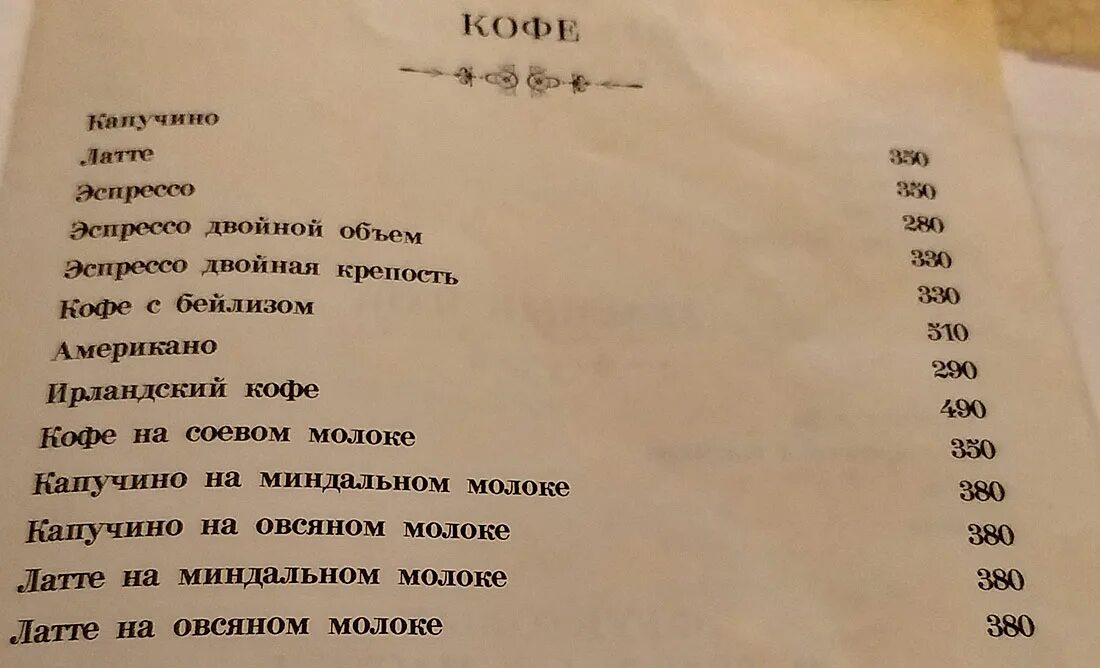 КОФЕ
Капучино 350
Латте 350
Эспрессо 280
Эспрессо двойной объем 330
Эспрессо двойная крепость 330
Кофе с бейлизом 510
Американо 290
Ирландский кофе 490
Кофе на соевом молоке 350
Капучино на миндальном молоке 380
Капучино на овсяном молоке 380
Латте на миндальном молоке 380
Латте на овсяном молоке 380